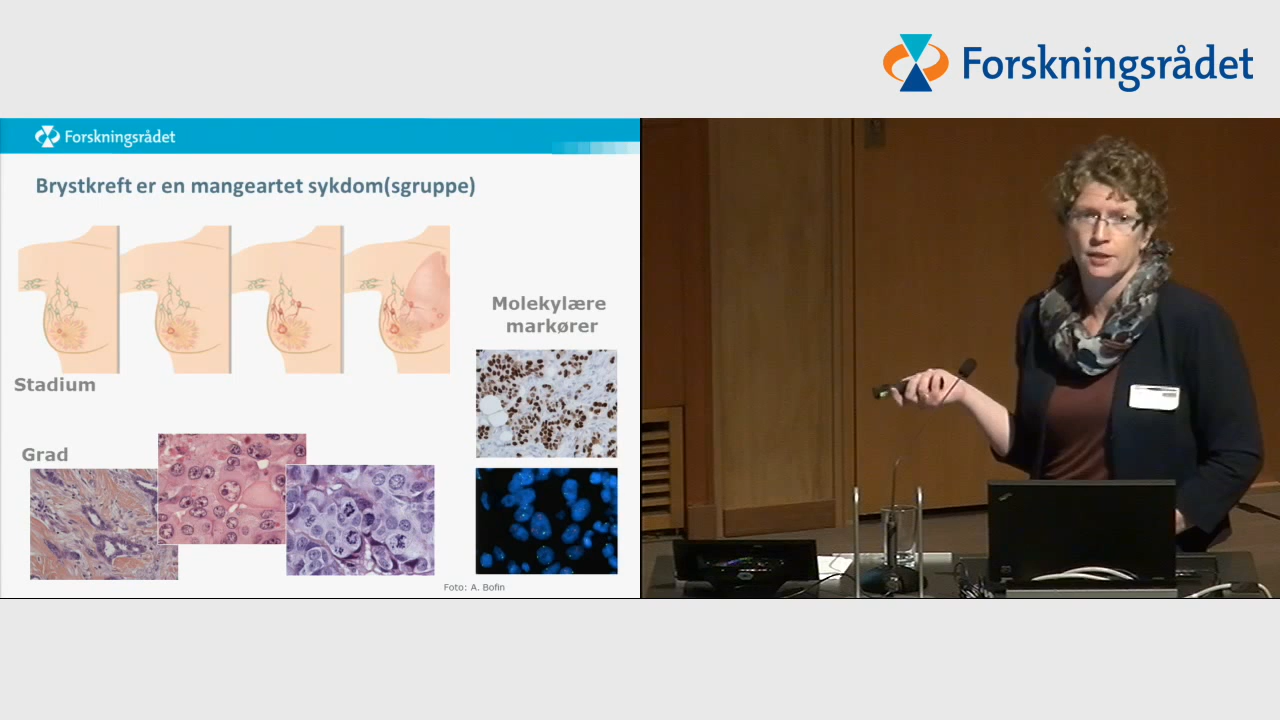 Forskningsrådet
Forskningsrådet
Brystkreft er en mangeartet sykdom(sgruppe)
Molekylære
markører
Stadium
Grad
Foto: A. Bofin